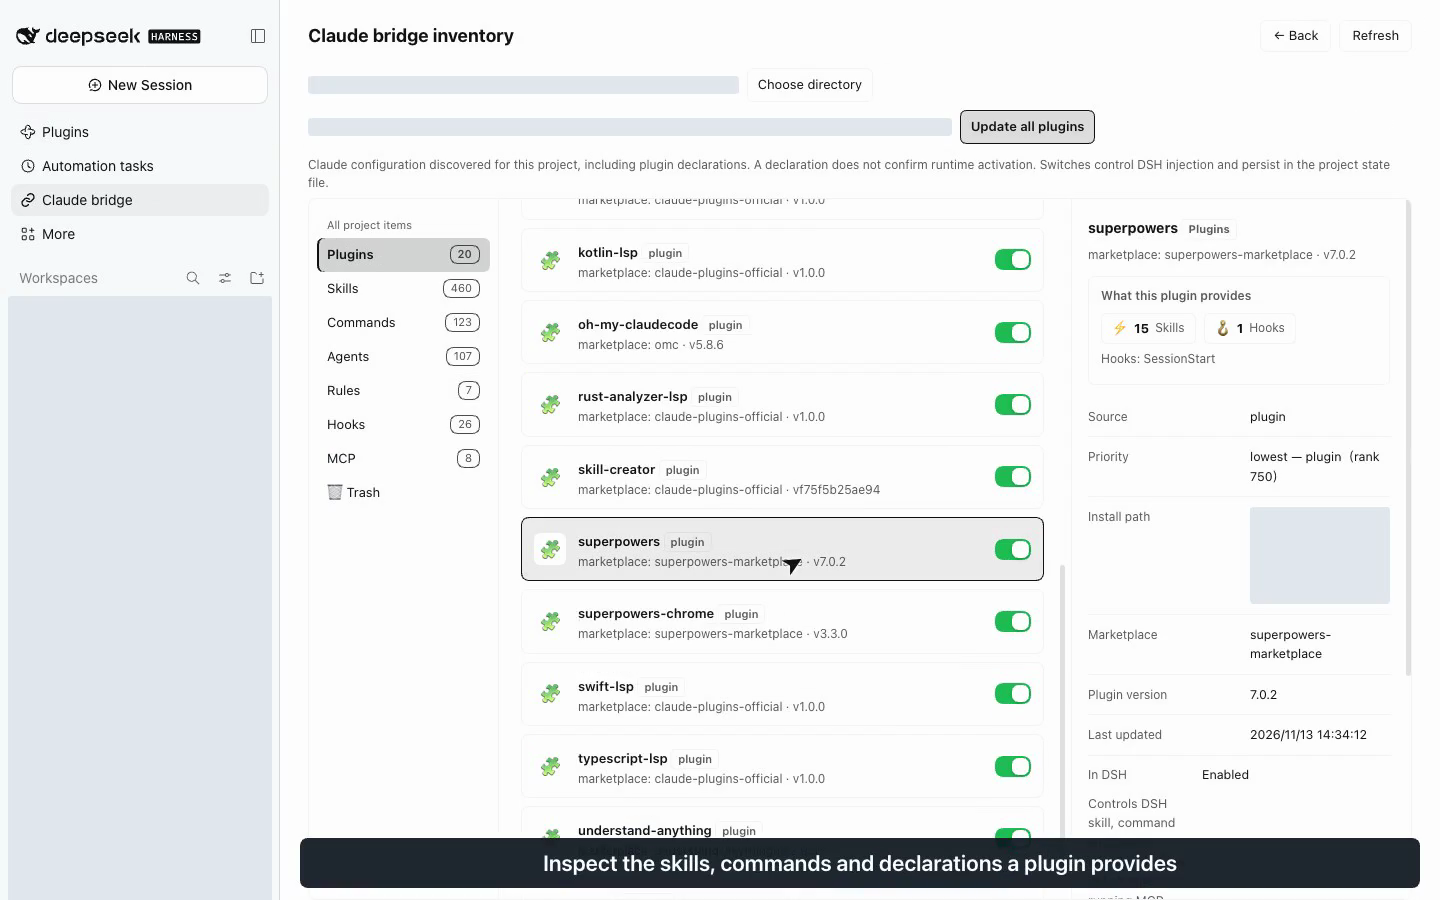 deepseek HARNESS
New Session
Plugins
Automation tasks
Claude bridge
More
Workspaces
Claude bridge inventory
← Back
Refresh
Choose directory
Update all plugins
Claude configuration discovered for this project, including plugin declarations. A declaration does not confirm runtime activation. Switches control DSH injection and persist in the project state
file.
All project items
Plugins 20
Skills 460
Commands 123
Agents 107
Rules 7
Hooks 26
MCP 8
Trash
marketplace: claude-plugins-official · v1.0.0
kotlin-lsp plugin
marketplace: claude-plugins-official · v1.0.0
oh-my-claudecode plugin
marketplace: omc · v5.8.6
rust-analyzer-lsp plugin
marketplace: claude-plugins-official · v1.0.0
skill-creator plugin
marketplace: claude-plugins-official · vf75f5b25ae94
superpowers plugin
marketplace: superpowers-marketplace · v7.0.2
superpowers-chrome plugin
marketplace: superpowers-marketplace · v3.3.0
swift-lsp plugin
marketplace: claude-plugins-official · v1.0.0
typescript-lsp plugin
marketplace: claude-plugins-official · v1.0.0
understand-anything plugin
superpowers Plugins
marketplace: superpowers-marketplace · v7.0.2
What this plugin provides
15 Skills
1 Hooks
Hooks: SessionStart
Source plugin
Priority lowest — plugin (rank
750)
Install path
Marketplace superpowers-
marketplace
Plugin version 7.0.2
Last updated 2026/11/13 14:34:12
In DSH Enabled
Controls DSH
skill, command
Inspect the skills, commands and declarations a plugin provides